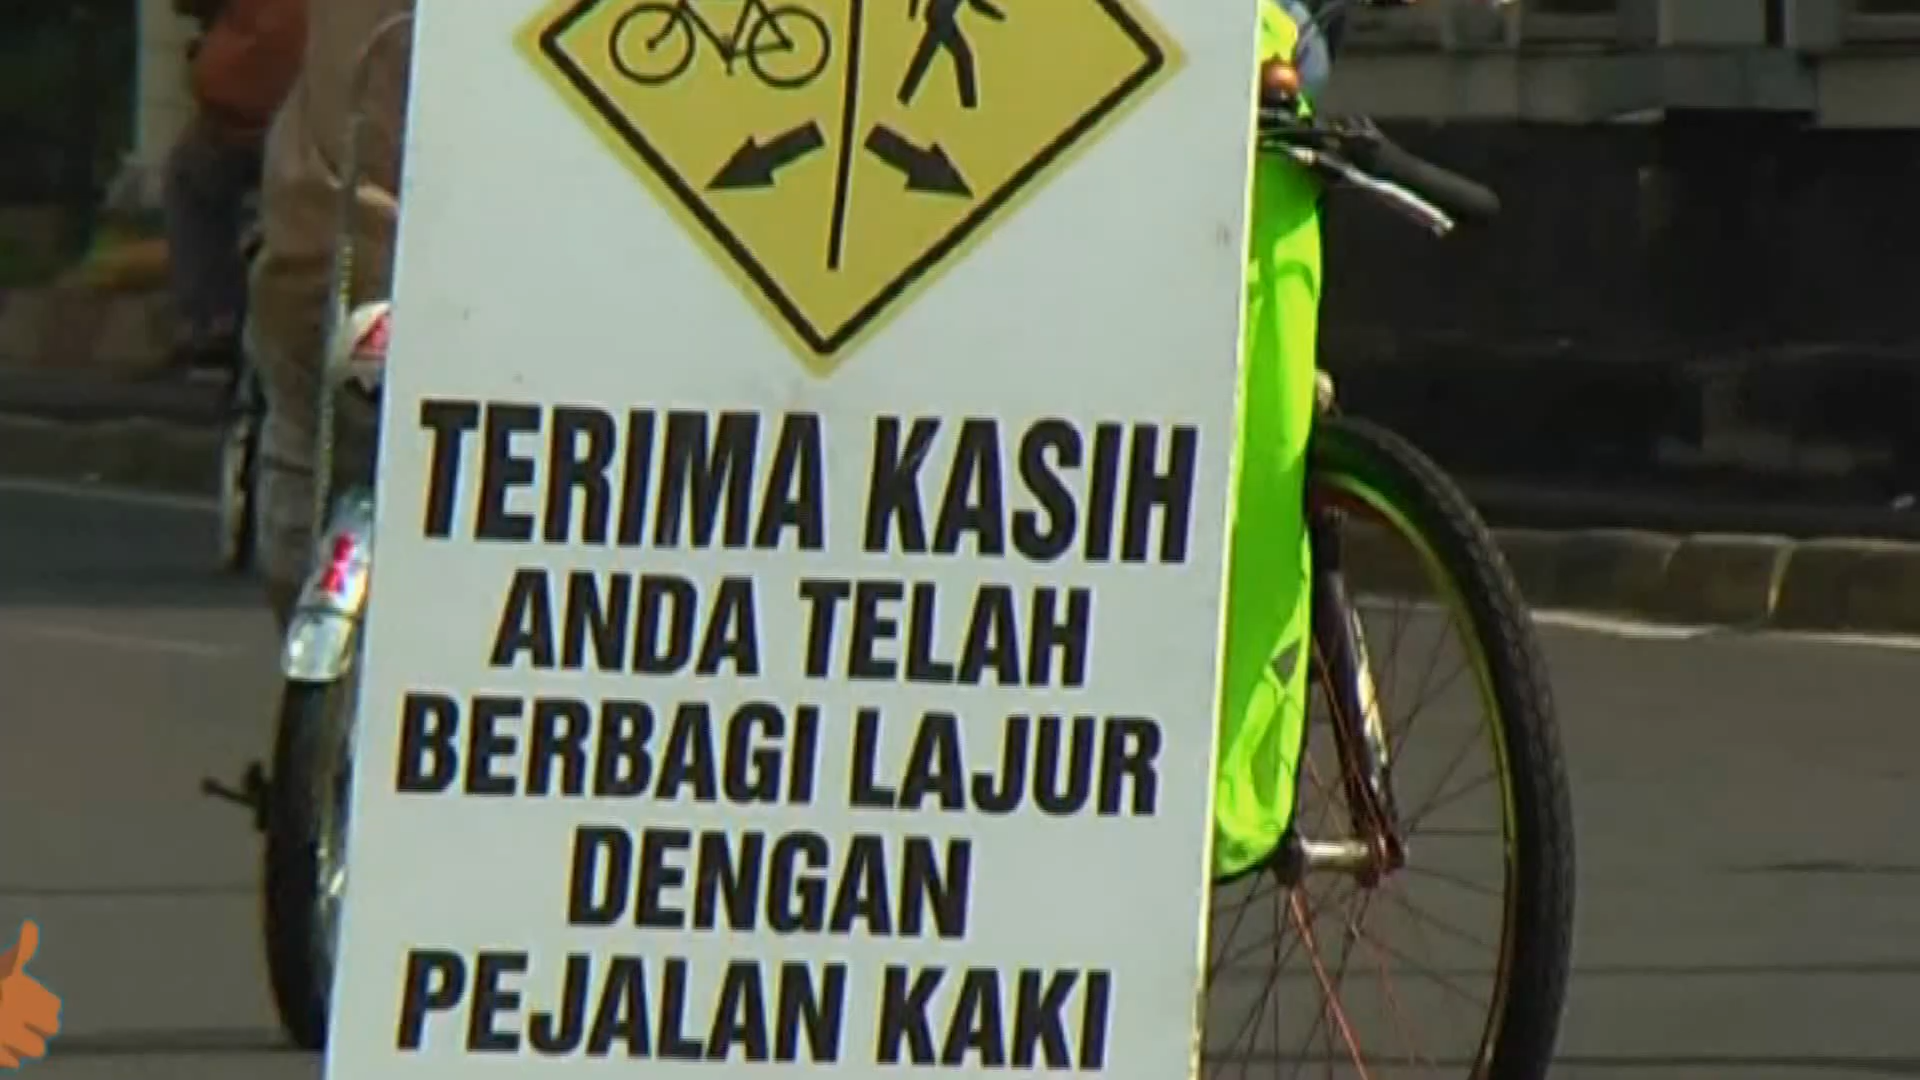 TERIMA KASIH
ANDA TELAH
BERBAGI LAJUR
DENGAN
PEJALAN KAKI